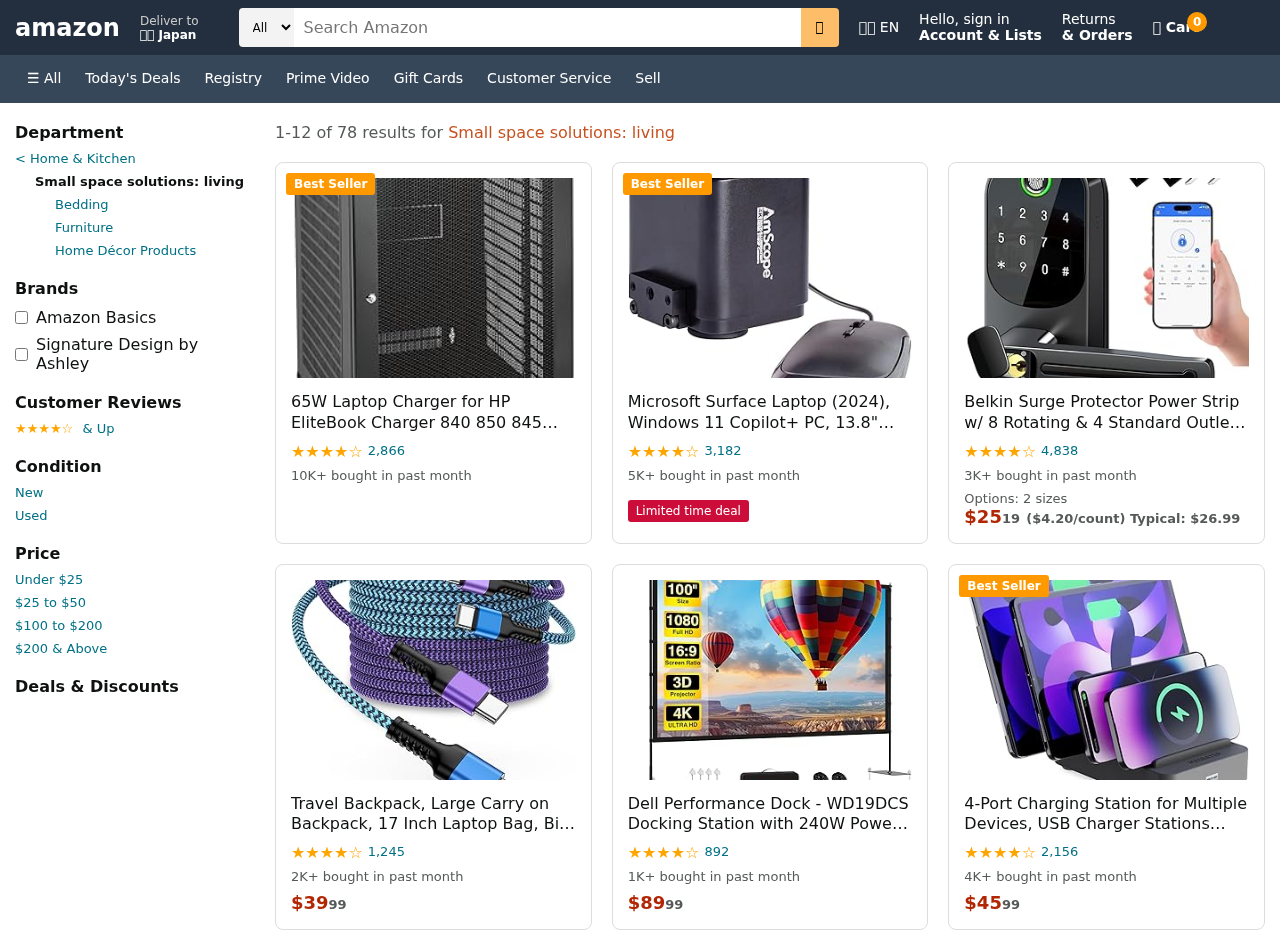 amazon
Deliver to
Japan
All
Search Amazon
EN
Hello, sign in
Account & Lists
Returns
& Orders
0
☰ All
Today's Deals
Registry
Prime Video
Gift Cards
Customer Service
Sell
Department
< Home & Kitchen
Small space solutions: living
Bedding
Furniture
Home Décor Products
Brands
Amazon Basics
Signature Design by
Ashley
Customer Reviews
★★★★☆ & Up
Condition
New
Used
Price
Under $25
$25 to $50
$100 to $200
$200 & Above
Deals & Discounts
1-12 of 78 results for Small space solutions: living
Best Seller
65W Laptop Charger for HP
EliteBook Charger 840 850 845…
★★★★☆ 2,866
10K+ bought in past month
Best Seller
AmScope
Microsoft Surface Laptop (2024),
Windows 11 Copilot+ PC, 13.8"…
★★★★☆ 3,182
5K+ bought in past month
Limited time deal
1 2 3 4
5 6 7 8
* 9 0 #
Belkin Surge Protector Power Strip
w/ 8 Rotating & 4 Standard Outle…
★★★★☆ 4,838
3K+ bought in past month
Options: 2 sizes
$25 19 ($4.20/count) Typical: $26.99
Travel Backpack, Large Carry on
Backpack, 17 Inch Laptop Bag, Bi…
★★★★☆ 1,245
2K+ bought in past month
$39 99
100"
Size
1080
Full HD
16:9
Screen Ratio
3D
Projector
4K
ULTRA HD
Dell Performance Dock - WD19DCS
Docking Station with 240W Powe…
★★★★☆ 892
1K+ bought in past month
$89 99
Best Seller
4-Port Charging Station for Multiple
Devices, USB Charger Stations…
★★★★☆ 2,156
4K+ bought in past month
$45 99